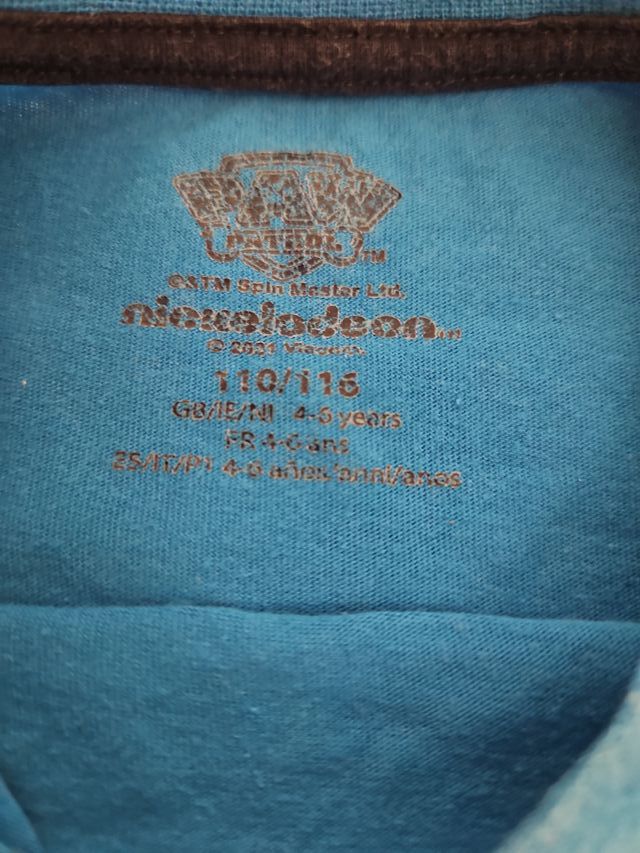 PAW
PATROL
TM
©&TM Spin Master Ltd.
nickelodeon
© 2021 Viacom.
110/116
GB/IE/NI 4-6 years
FR 4-6 ans
ES/IT/PT 4-6 años/anni/anos